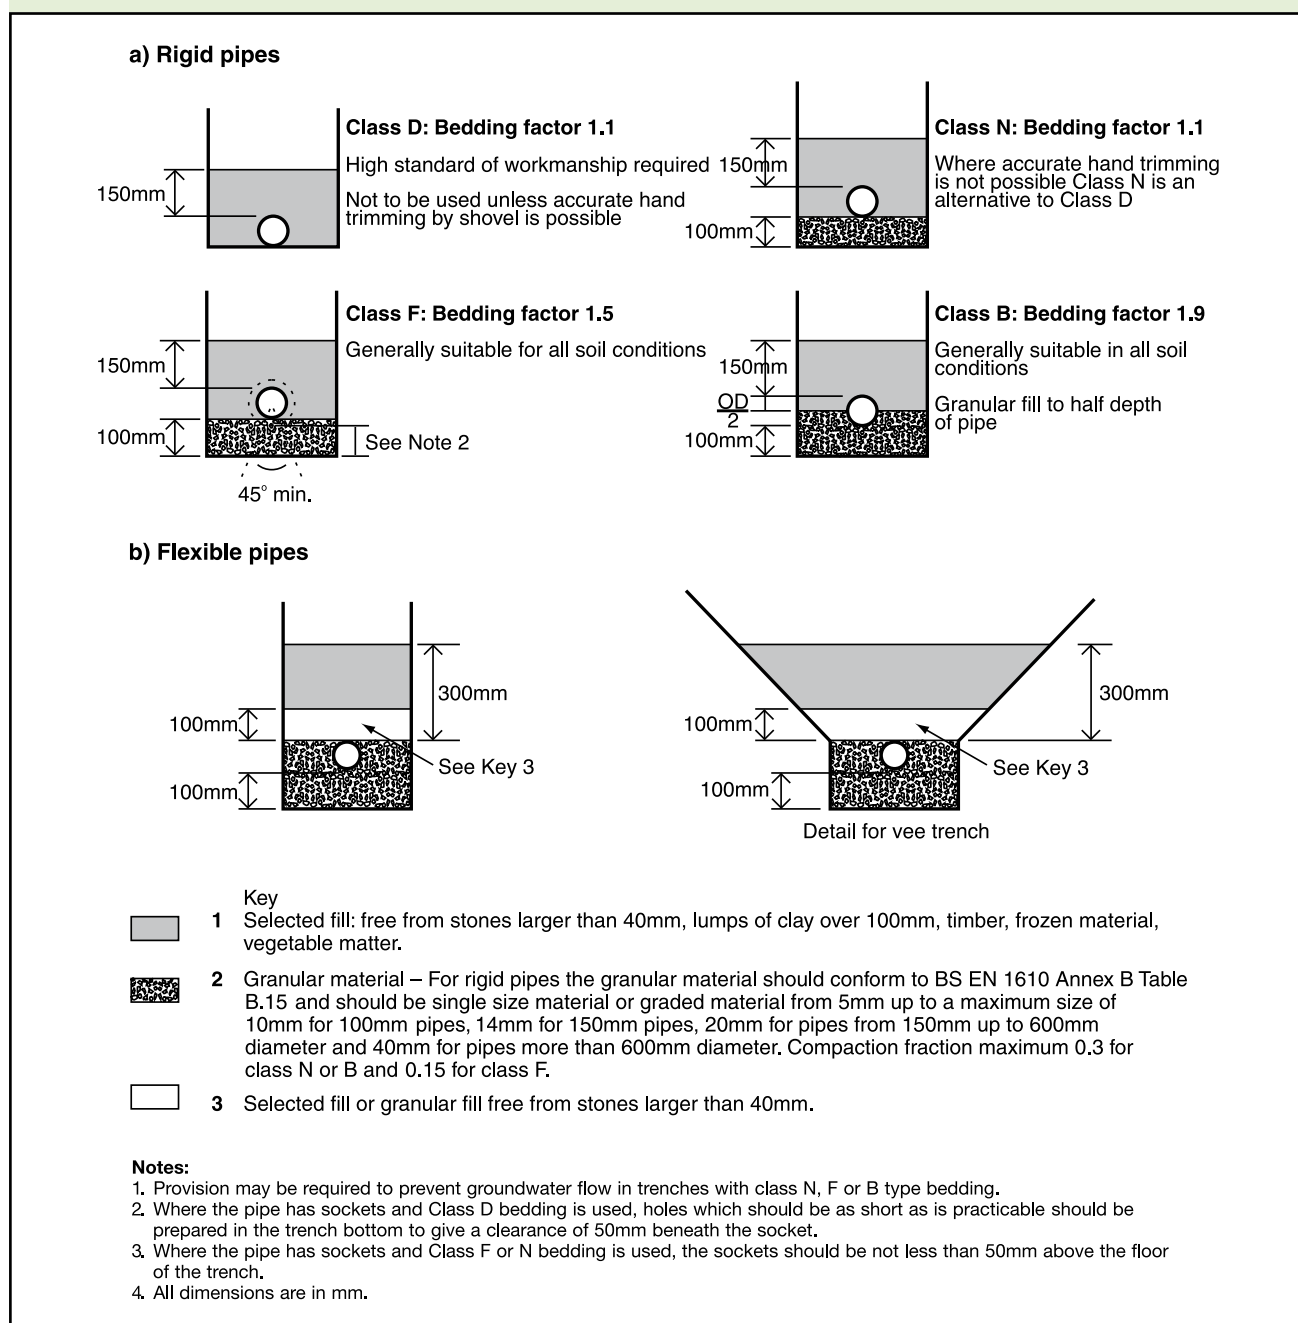 a) Rigid pipes
Class D: Bedding factor 1.1
High standard of workmanship required
Not to be used unless accurate hand
trimming by shovel is possible
150mm
Class N: Bedding factor 1.1
Where accurate hand trimming
is not possible Class N is an
alternative to Class D
150mm
100mm
Class F: Bedding factor 1.5
Generally suitable for all soil conditions
150mm
100mm
See Note 2
45° min.
Class B: Bedding factor 1.9
Generally suitable in all soil
conditions
Granular fill to half depth
of pipe
150mm
OD
2
100mm
b) Flexible pipes
300mm
100mm
See Key 3
100mm
300mm
100mm
See Key 3
100mm
Detail for vee trench
Key
1 Selected fill: free from stones larger than 40mm, lumps of clay over 100mm, timber, frozen material,
vegetable matter.
2 Granular material – For rigid pipes the granular material should conform to BS EN 1610 Annex B Table
B.15 and should be single size material or graded material from 5mm up to a maximum size of
10mm for 100mm pipes, 14mm for 150mm pipes, 20mm for pipes from 150mm up to 600mm
diameter and 40mm for pipes more than 600mm diameter. Compaction fraction maximum 0.3 for
class N or B and 0.15 for class F.
3 Selected fill or granular fill free from stones larger than 40mm.
Notes:
1. Provision may be required to prevent groundwater flow in trenches with class N, F or B type bedding.
2. Where the pipe has sockets and Class D bedding is used, holes which should be as short as is practicable should be
prepared in the trench bottom to give a clearance of 50mm beneath the socket.
3. Where the pipe has sockets and Class F or N bedding is used, the sockets should be not less than 50mm above the floor
of the trench.
4. All dimensions are in mm.